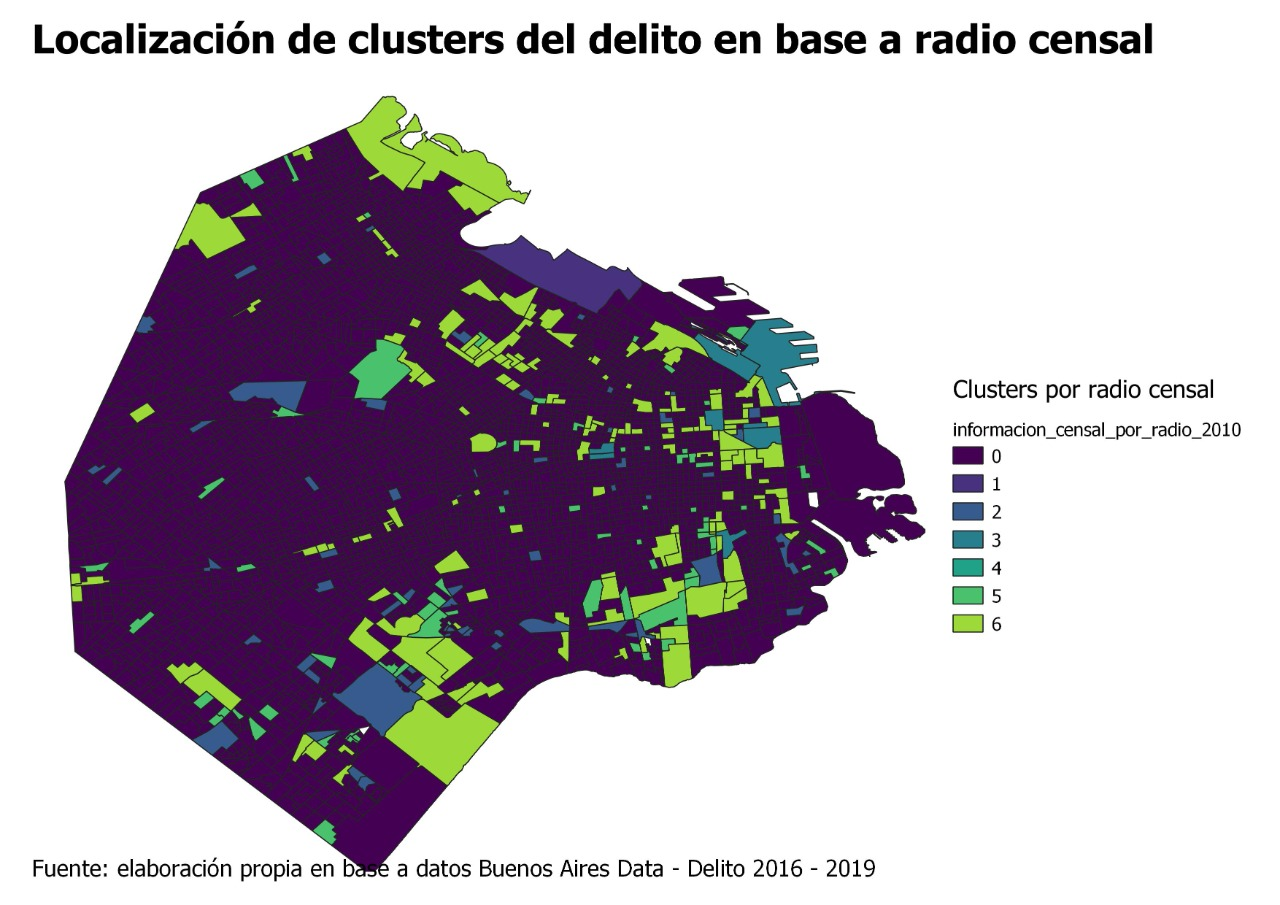 Localización de clusters del delito en base a radio censal
Clusters por radio censal
informacion_censal_por_radio_2010
0
1
2
3
4
5
6
Fuente: elaboración propia en base a datos Buenos Aires Data - Delito 2016 - 2019